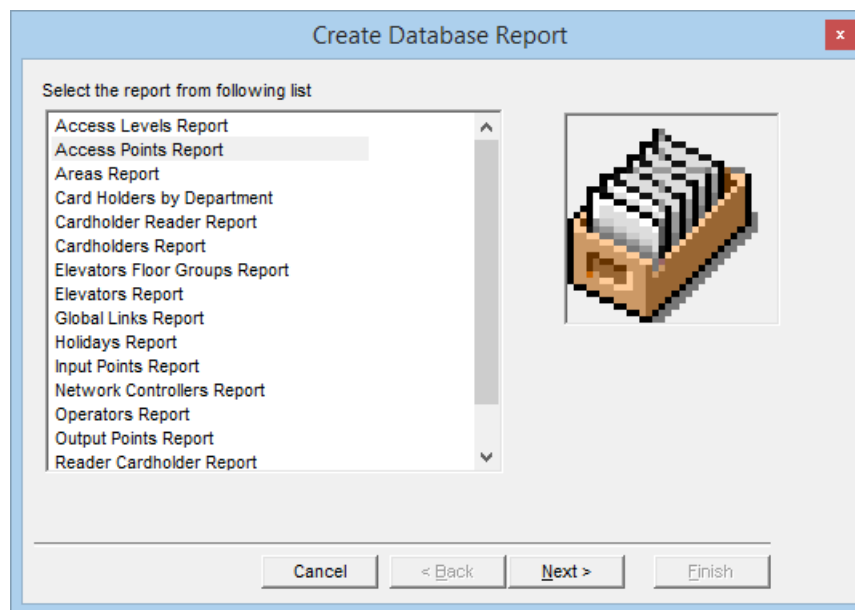 Create Database Report
x
Select the report from following list
Access Levels Report
Access Points Report
Areas Report
Card Holders by Department
Cardholder Reader Report
Cardholders Report
Elevators Floor Groups Report
Elevators Report
Global Links Report
Holidays Report
Input Points Report
Network Controllers Report
Operators Report
Output Points Report
Reader Cardholder Report
Cancel < Back Next > Finish